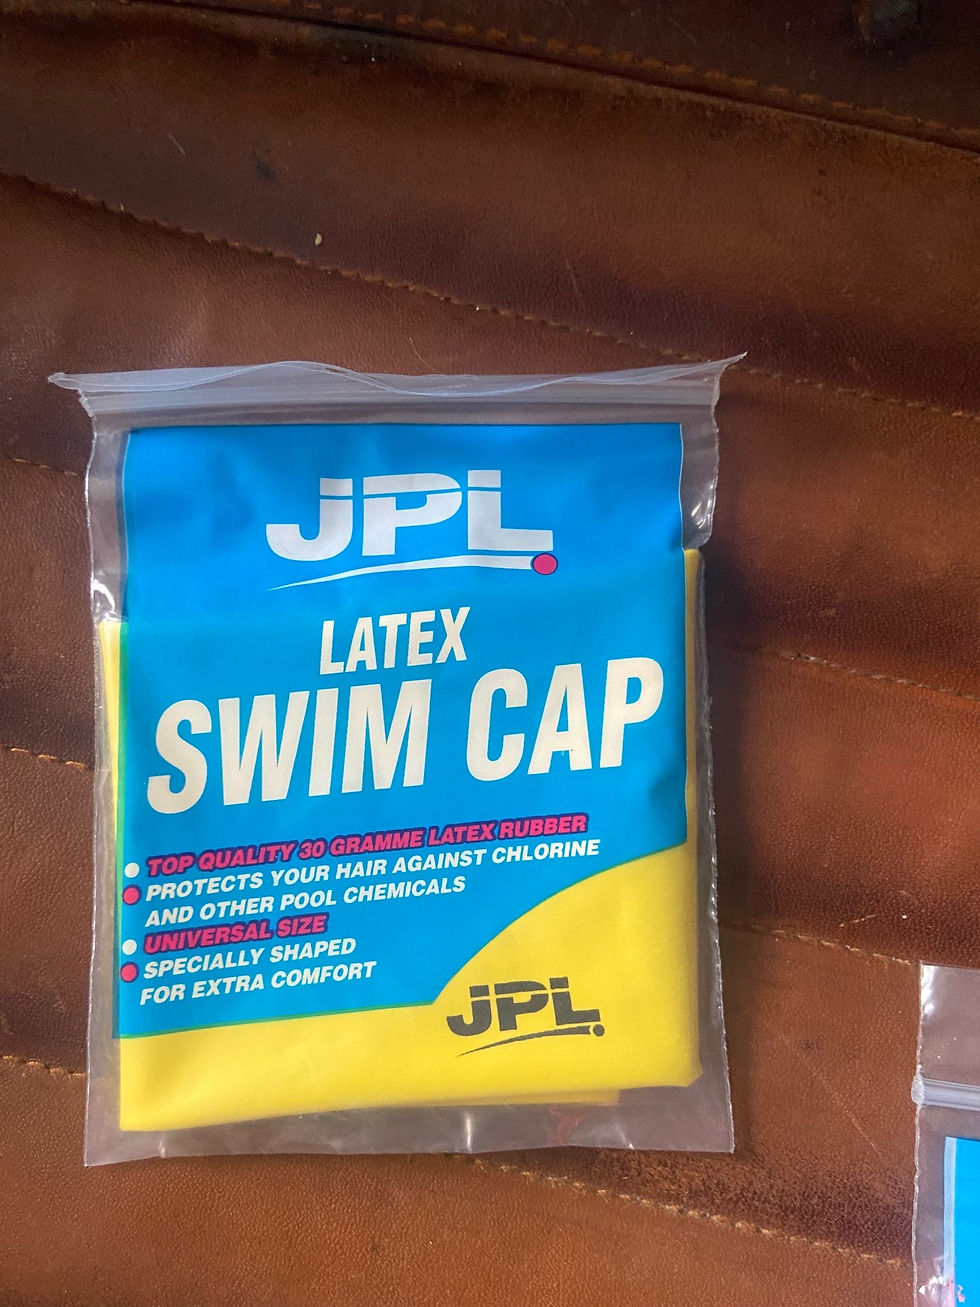 JPL
LATEX
SWIM CAP
TOP QUALITY 30 GRAMME LATEX RUBBER
PROTECTS YOUR HAIR AGAINST CHLORINE
AND OTHER POOL CHEMICALS
UNIVERSAL SIZE
SPECIALLY SHAPED
FOR EXTRA COMFORT
JPL